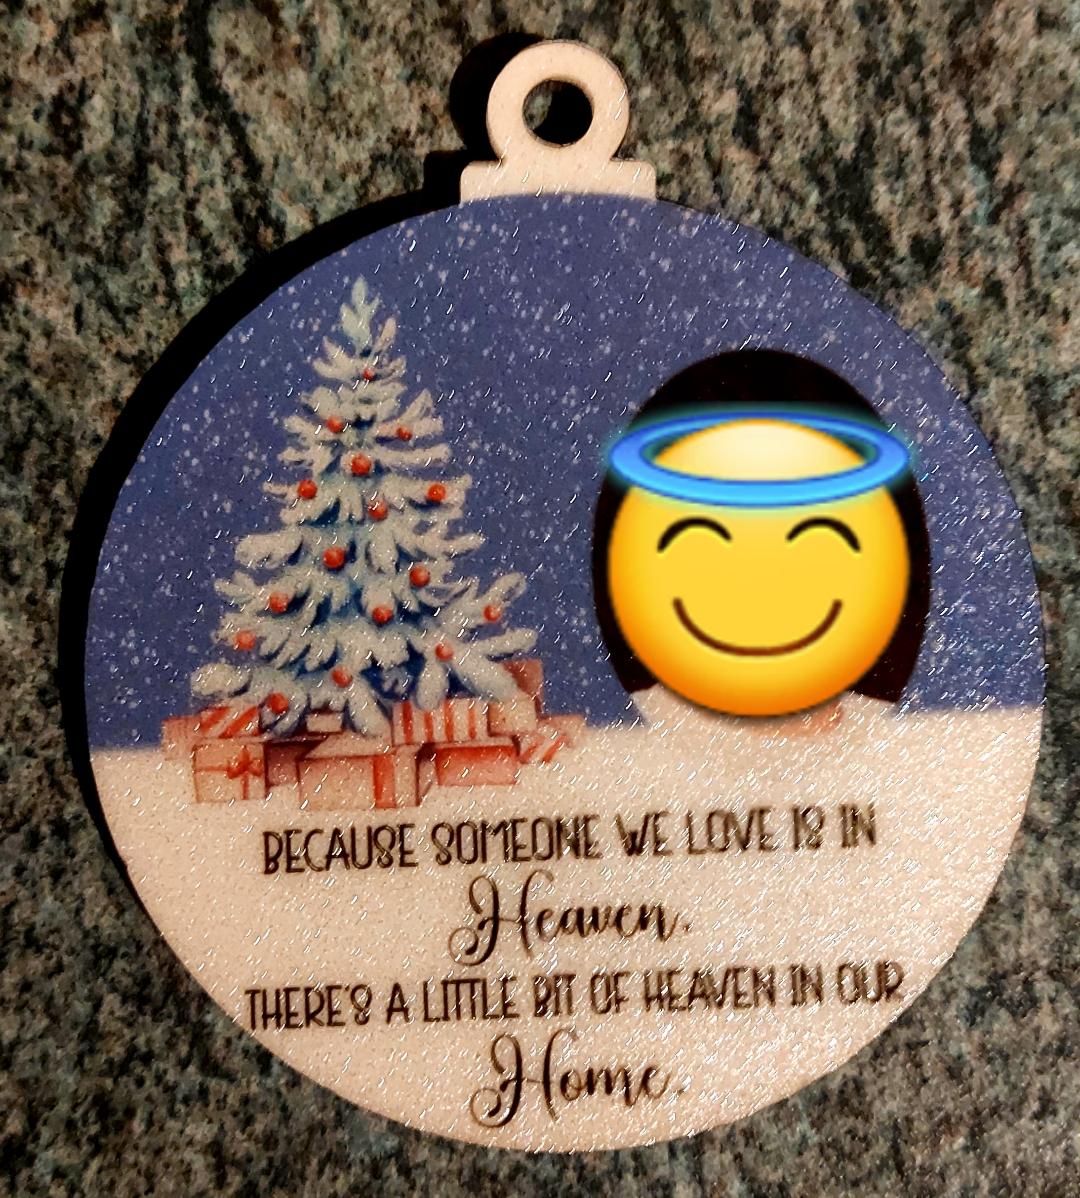 BECAUSE SOMEONE WE LOVE IS IN
Heaven.
THERE'S A LITTLE BIT OF HEAVEN IN OUR
Home.